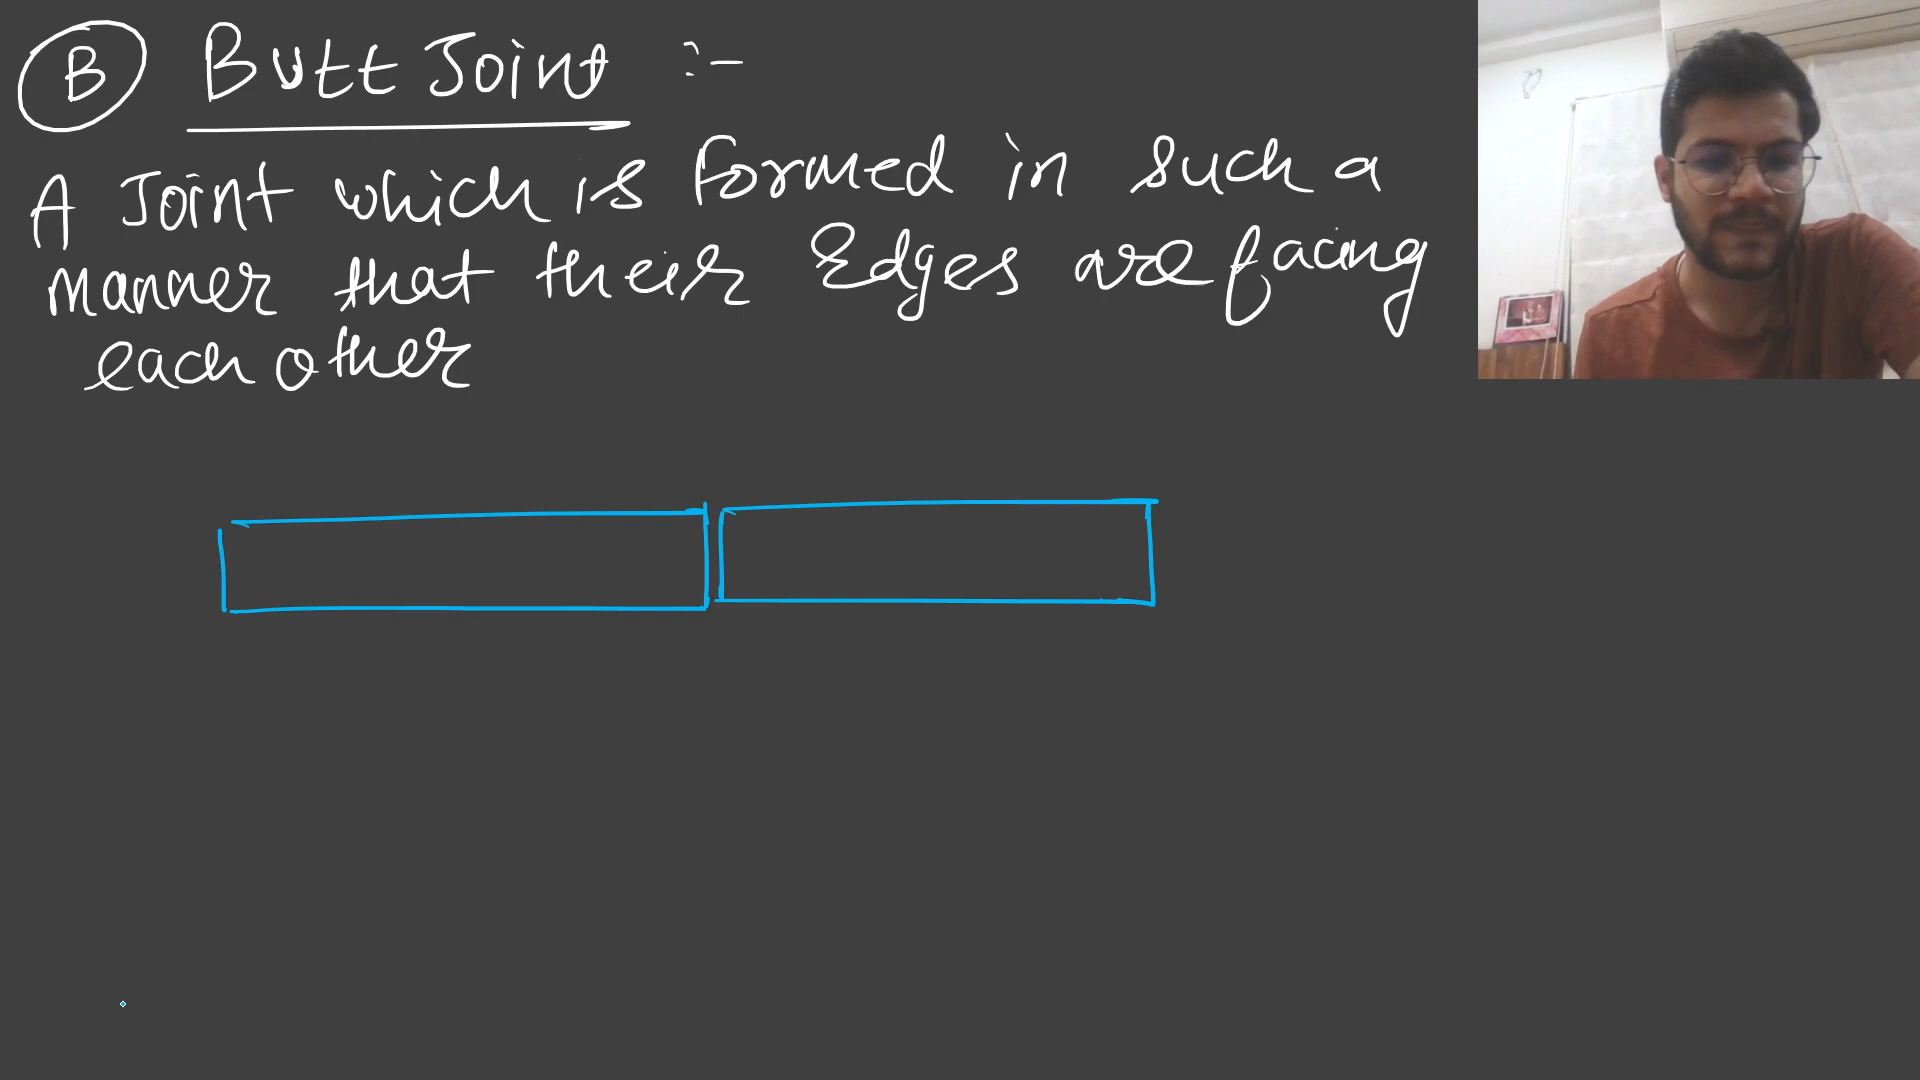 B Butt Joint :-
A Joint which is formed in such a
manner that their Edges are facing
each other